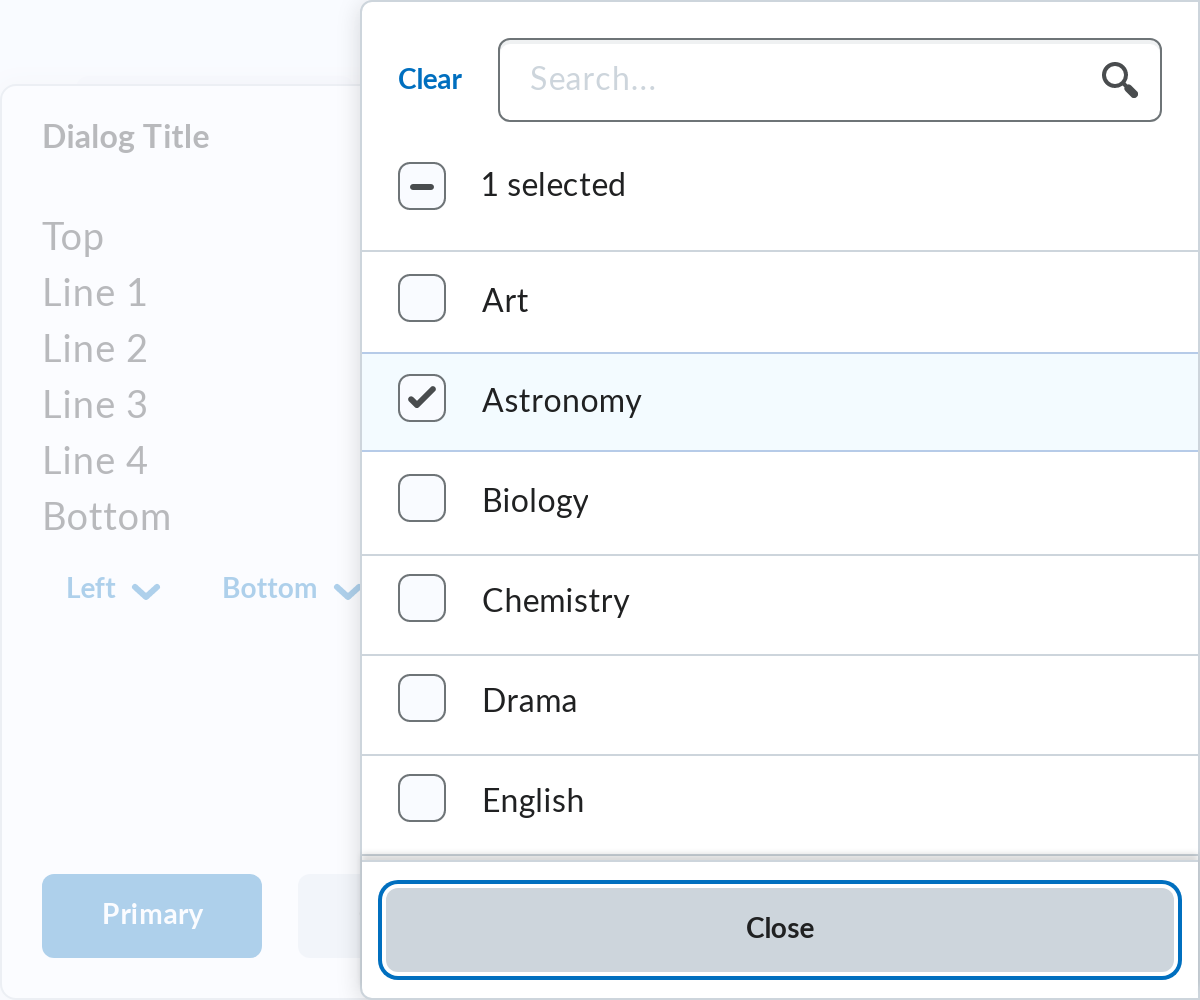 Clear
Search...
1 selected
Art
Astronomy
Biology
Chemistry
Drama
English
Close
Dialog Title
Top
Line 1
Line 2
Line 3
Line 4
Bottom
Left Bottom
Primary